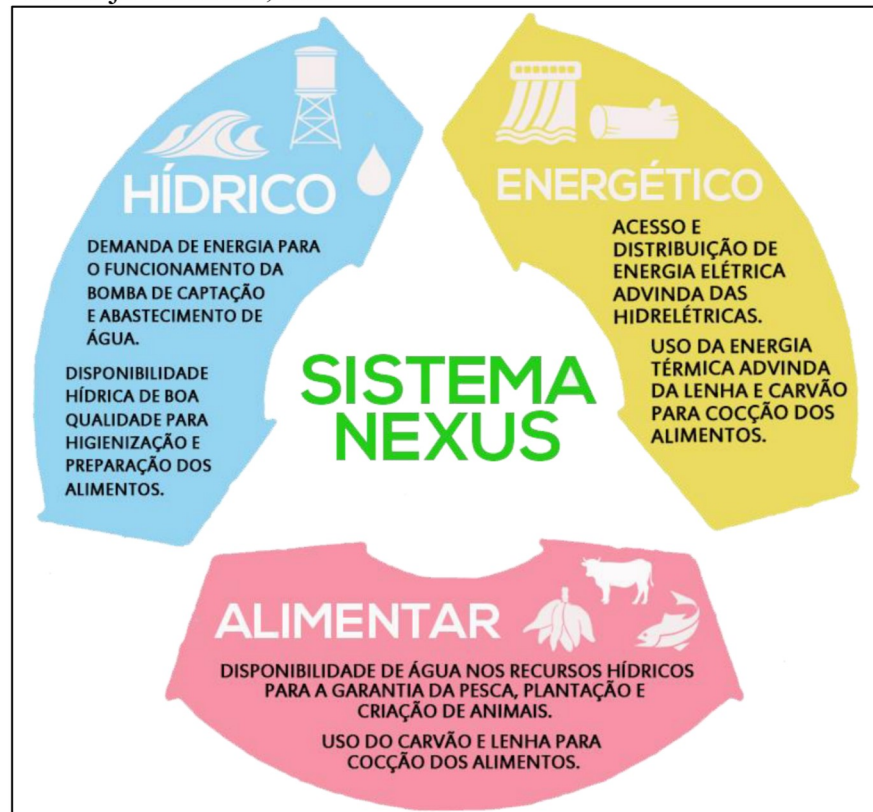 HÍDRICO
DEMANDA DE ENERGIA PARA
O FUNCIONAMENTO DA
BOMBA DE CAPTAÇÃO
E ABASTECIMENTO DE
ÁGUA.
DISPONIBILIDADE
HÍDRICA DE BOA
QUALIDADE PARA
HIGIENIZAÇÃO E
PREPARAÇÃO DOS
ALIMENTOS.
ENERGÉTICO
ACESSO E
DISTRIBUIÇÃO DE
ENERGIA ELÉTRICA
ADVINDA DAS
HIDRELÉTRICAS.
USO DA ENERGIA
TÉRMICA ADVINDA
DA LENHA E CARVÃO
PARA COCÇÃO DOS
ALIMENTOS.
SISTEMA
NEXUS
ALIMENTAR
DISPONIBILIDADE DE ÁGUA NOS RECURSOS HÍDRICOS
PARA A GARANTIA DA PESCA, PLANTAÇÃO E
CRIAÇÃO DE ANIMAIS.
USO DO CARVÃO E LENHA PARA
COCÇÃO DOS ALIMENTOS.